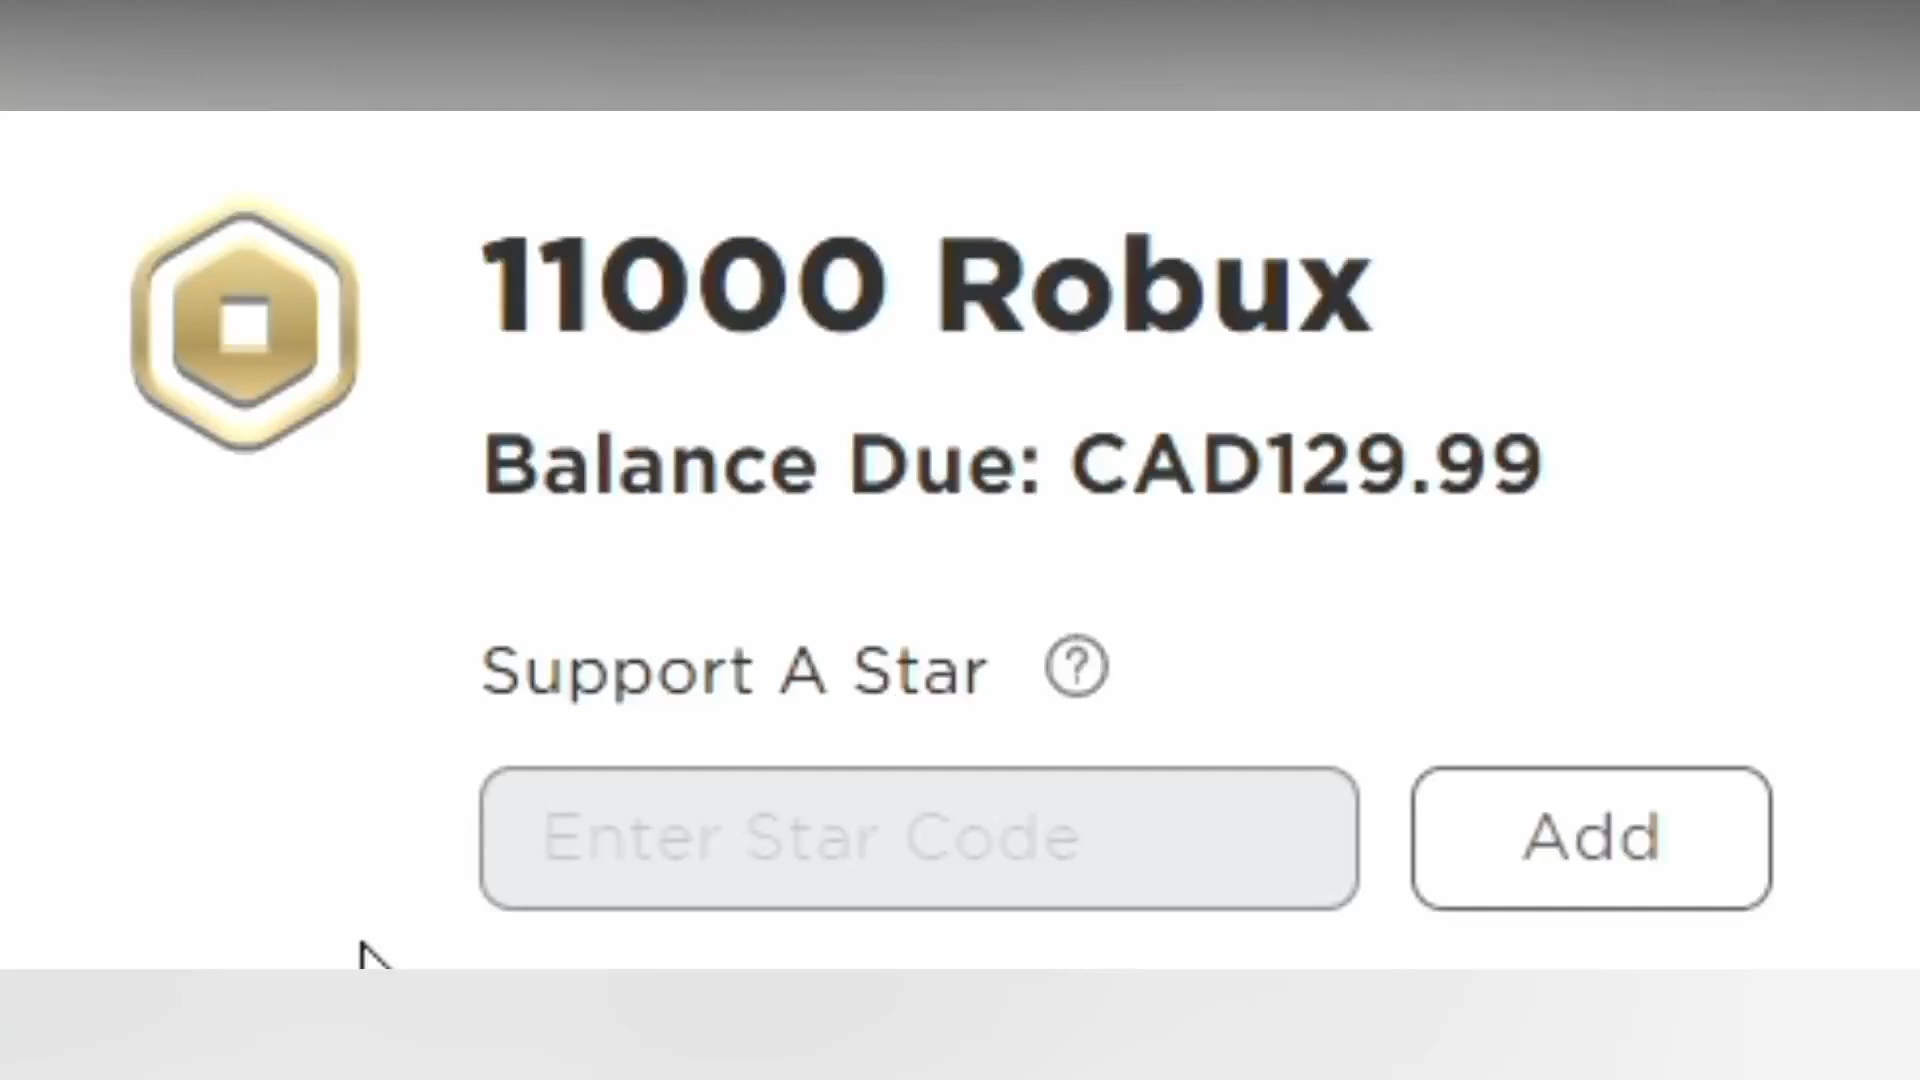 11000 Robux
Balance Due: CAD129.99
Support A Star ?
Enter Star Code
Add